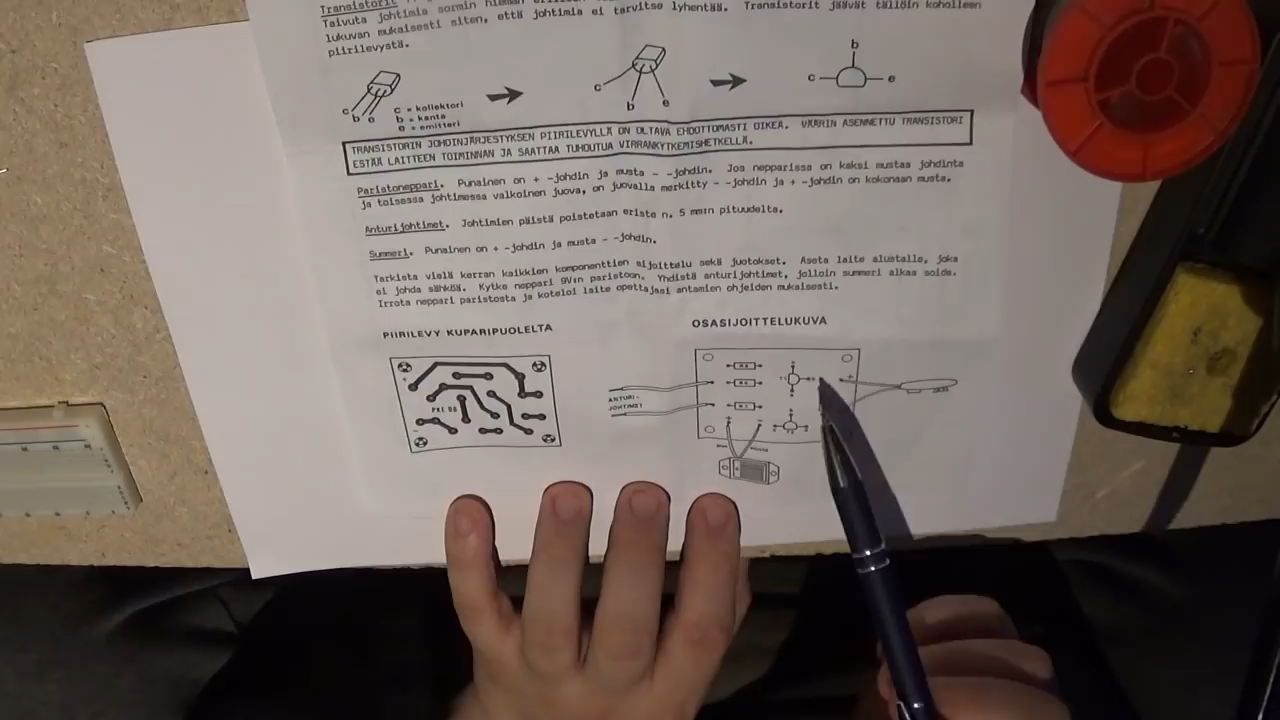 Transistorit
Taivuta johtimia sormin hieman
lukuvan mukaisesti siten, että johtimia ei tarvitse lyhentää. Transistorit jäävät tällöin koholleen
piirilevystä.
c b e
c = kollektori
b = kanta
e = emitteri
c b e
c b e
TRANSISTORIN JOHDINJÄRJESTYKSEN PIIRILEVYLLÄ ON OLTAVA EHDOTTOMASTI OIKEA. VÄÄRIN ASENNETTU TRANSISTORI
ESTÄÄ LAITTEEN TOIMINNAN JA SAATTAA TUHOUTUA VIRRANKYTKEMISHETKELLÄ.
Paristoneppari. Punainen on + -johdin ja musta - -johdin. Jos nepparissa on kaksi mustaa johdinta
ja toisessa johtimessa valkoinen juova, on juovalla merkitty - -johdin ja + -johdin on kokonaan musta.
Anturijohtimet. Johtimien päistä poistetaan eriste n. 5 mm:n pituudelta.
Summeri. Punainen on + -johdin ja musta - -johdin.
Tarkista vielä kerran kaikkien komponenttien sijoittelu sekä juotokset. Aseta laite alustalle, joka
ei johda sähköä. Kytke neppari 9V:n paristoon. Yhdistä anturijohtimet, jolloin summeri alkaa soida.
Irrota neppari paristosta ja koteloi laite opettajasi antamien ohjeiden mukaisesti.
PIIRILEVY KUPARIPUOLELTA
OSASIJOITTELUKUVA
ANTURI-
JOHTIMET